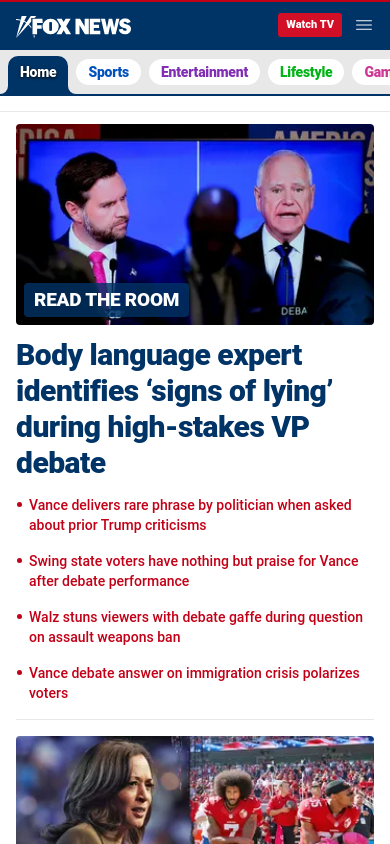 FOX NEWS
Watch TV
Home
Sports
Entertainment
Lifestyle
Gam
AMERICA
DEBA
READ THE ROOM
Body language expert
identifies ‘signs of lying’
during high-stakes VP
debate
• Vance delivers rare phrase by politician when asked
about prior Trump criticisms
• Swing state voters have nothing but praise for Vance
after debate performance
• Walz stuns viewers with debate gaffe during question
on assault weapons ban
• Vance debate answer on immigration crisis polarizes
voters
7